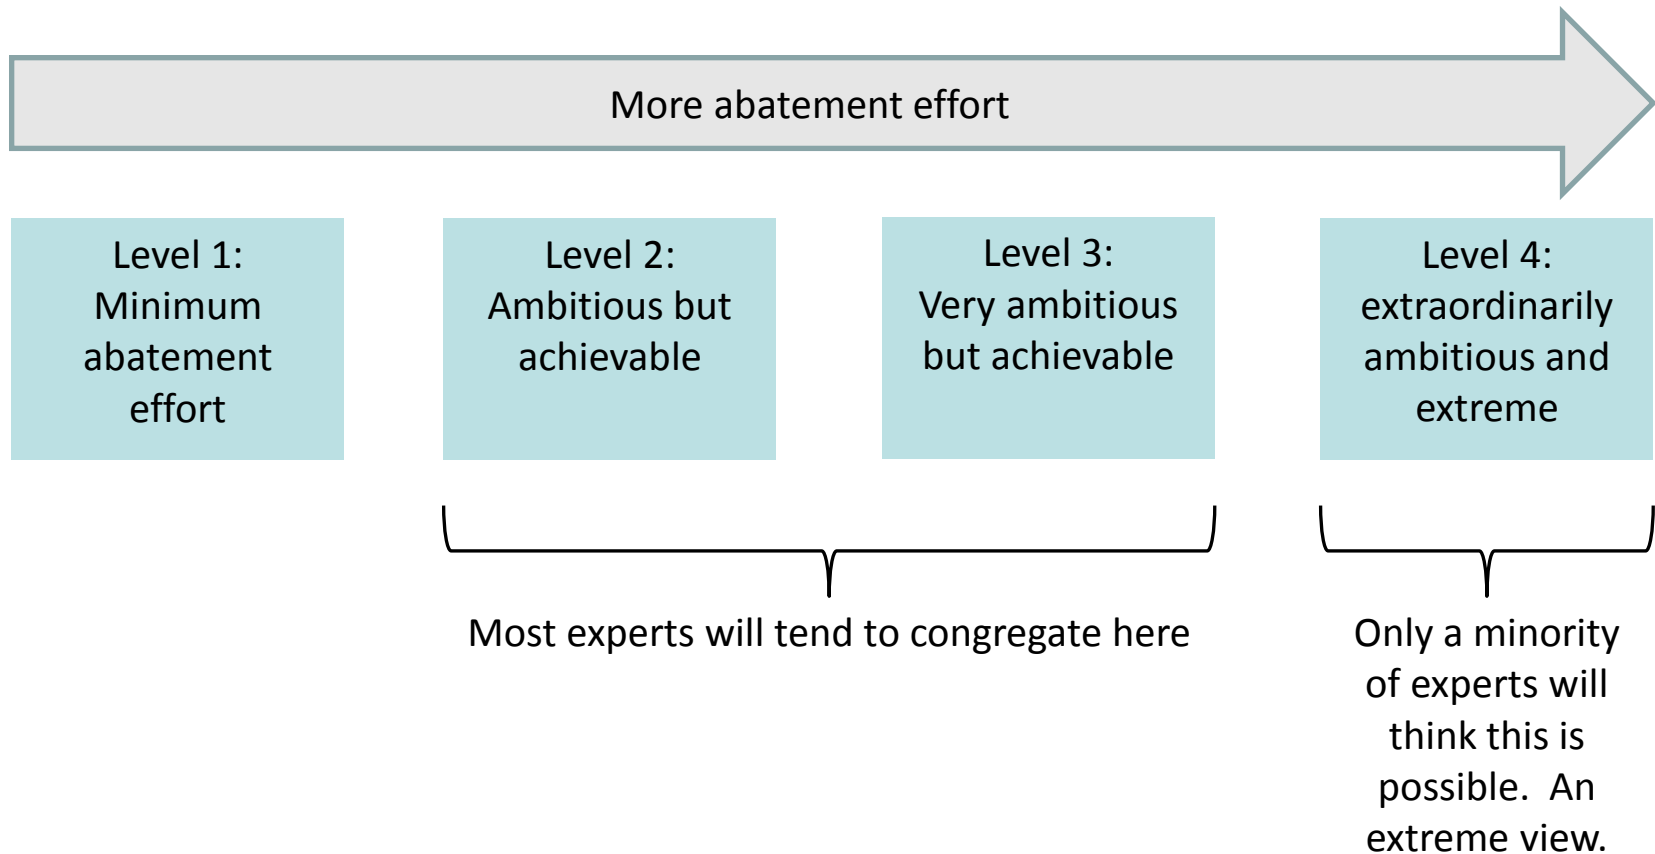 More abatement effort
Level 1:
Minimum
abatement
effort
Level 2:
Ambitious but
achievable
Level 3:
Very ambitious
but achievable
Level 4:
extraordinarily
ambitious and
extreme
Most experts will tend to congregate here
Only a minority
of experts will
think this is
possible.  An
extreme view.